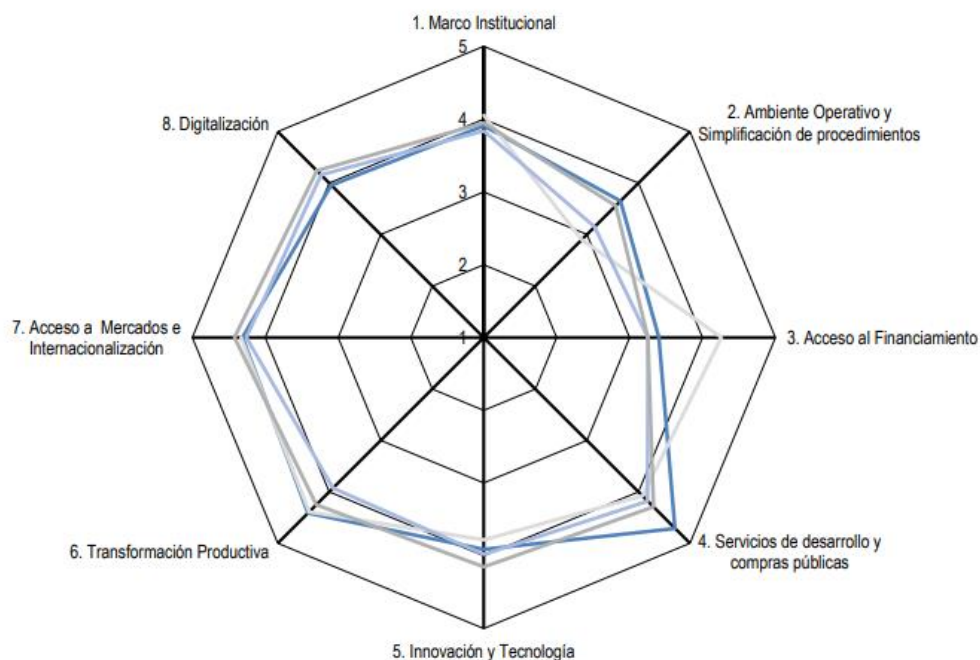 1. Marco Institucional
5
4
3
2
1
2. Ambiente Operativo y
Simplificación de procedimientos
3. Acceso al Financiamiento
4. Servicios de desarrollo y
compras públicas
5. Innovación y Tecnología
6. Transformación Productiva
7. Acceso a Mercados e
Internacionalización
8. Digitalización